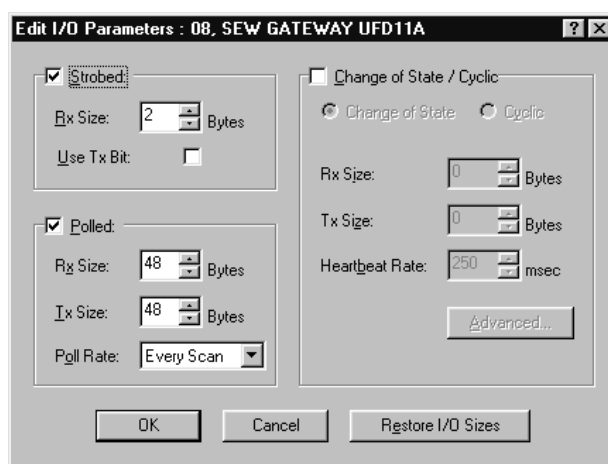 Edit I/O Parameters : 08, SEW GATEWAY UFD11A
Strobed:
Rx Size: 2 Bytes
Use Tx Bit:
Polled:
Rx Size: 48 Bytes
Tx Size: 48 Bytes
Poll Rate: Every Scan
Change of State / Cyclic
Change of State Cyclic
Rx Size: 0 Bytes
Tx Size: 0 Bytes
Heartbeat Rate: 250 msec
Advanced...
OK Cancel Restore I/O Sizes